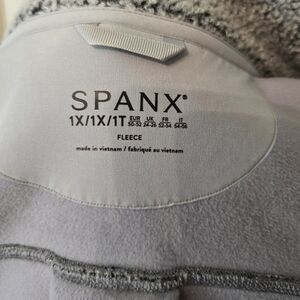 SPANX®
1X/1X/1T EUR 50-52 UK 24-26 FR 52-54 IT 54-56
FLEECE
made in vietnam / fabriqué au vietnam